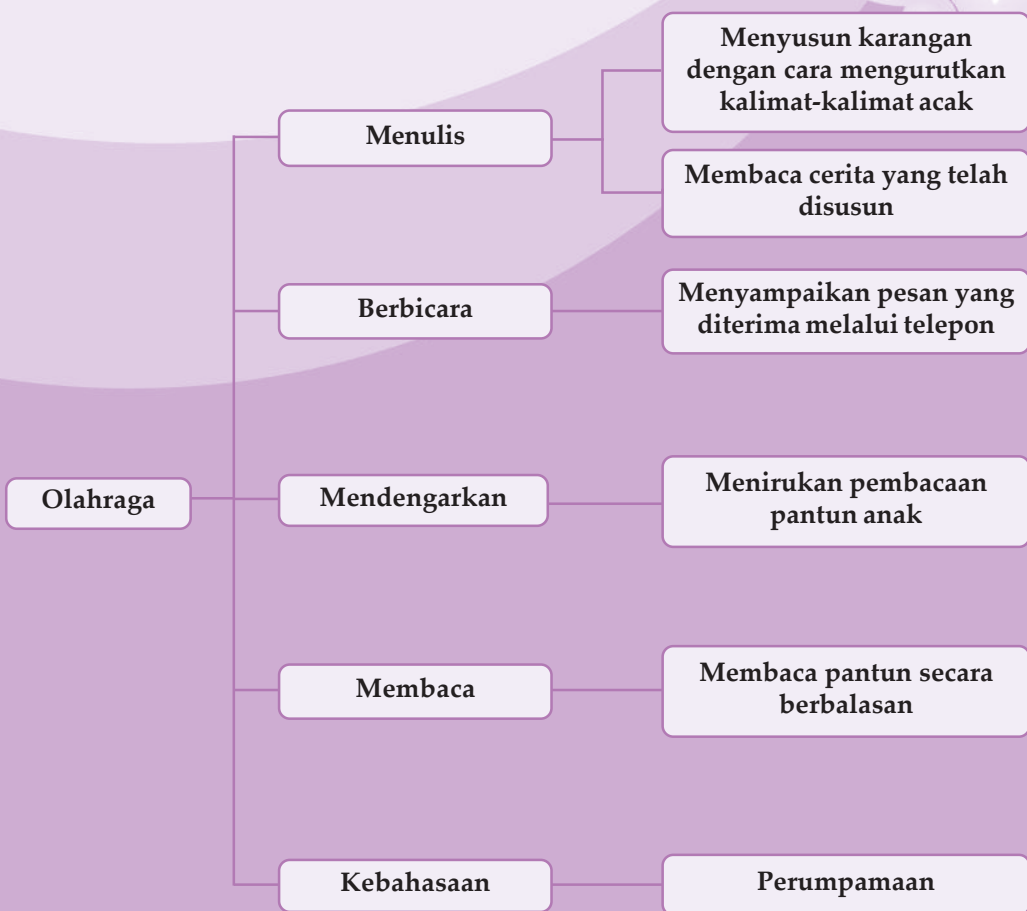 Olahraga
Menulis
Menyusun karangan
dengan cara mengurutkan
kalimat-kalimat acak
Membaca cerita yang telah
disusun
Berbicara
Menyampaikan pesan yang
diterima melalui telepon
Mendengarkan
Menirukan pembacaan
pantun anak
Membaca
Membaca pantun secara
berbalasan
Kebahasaan
Perumpamaan